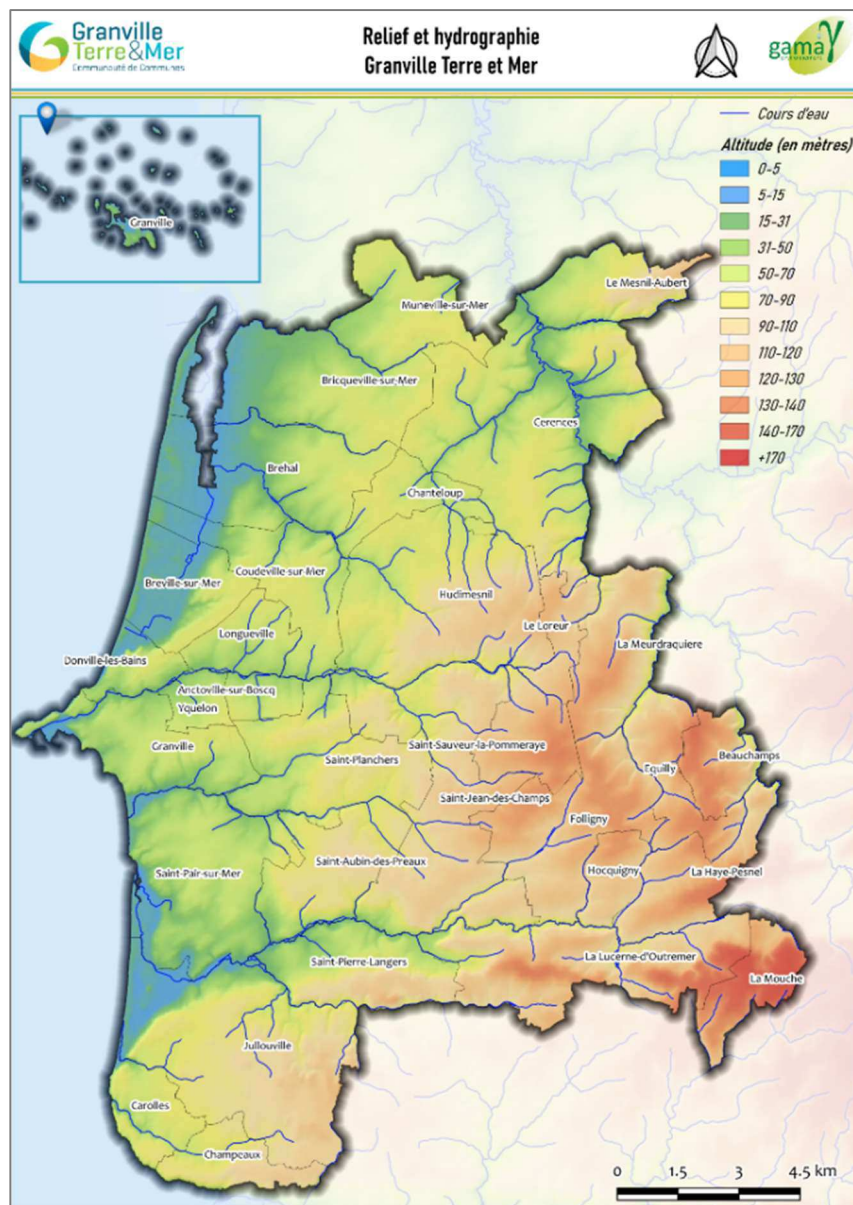 Granville
Terre&Mer
Communauté de Communes
Relief et hydrographie
Granville Terre et Mer
gama
Cours d'eau
Altitude (en mètres)
0-5
5-15
15-31
31-50
50-70
70-90
90-110
110-120
120-130
130-140
140-170
+170
Granville
Le Mesnil-Aubert
Muneville-sur-Mer
Bricqueville-sur-Mer
Cerences
Brehal
Chanteloup
Coudeville-sur-Mer
Breville-sur-Mer
Hudimesnil
Le Loreur
Longueville
La Meurdraquiere
Donville-les-Bains
Anctoville-sur-Boscq
Yquelon
Granville
Saint-Sauveur-la-Pommeraye
Saint-Planchers
Beauchamps
Equilly
Saint-Jean-des-Champs
Folligny
Saint-Aubin-des-Preaux
Saint-Pair-sur-Mer
Hocquigny
La Haye-Pesnel
La Lucerne-d'Outremer
Saint-Pierre-Langers
La Mouche
Jullouville
Carolles
Champeaux
0 1.5 3 4.5 km